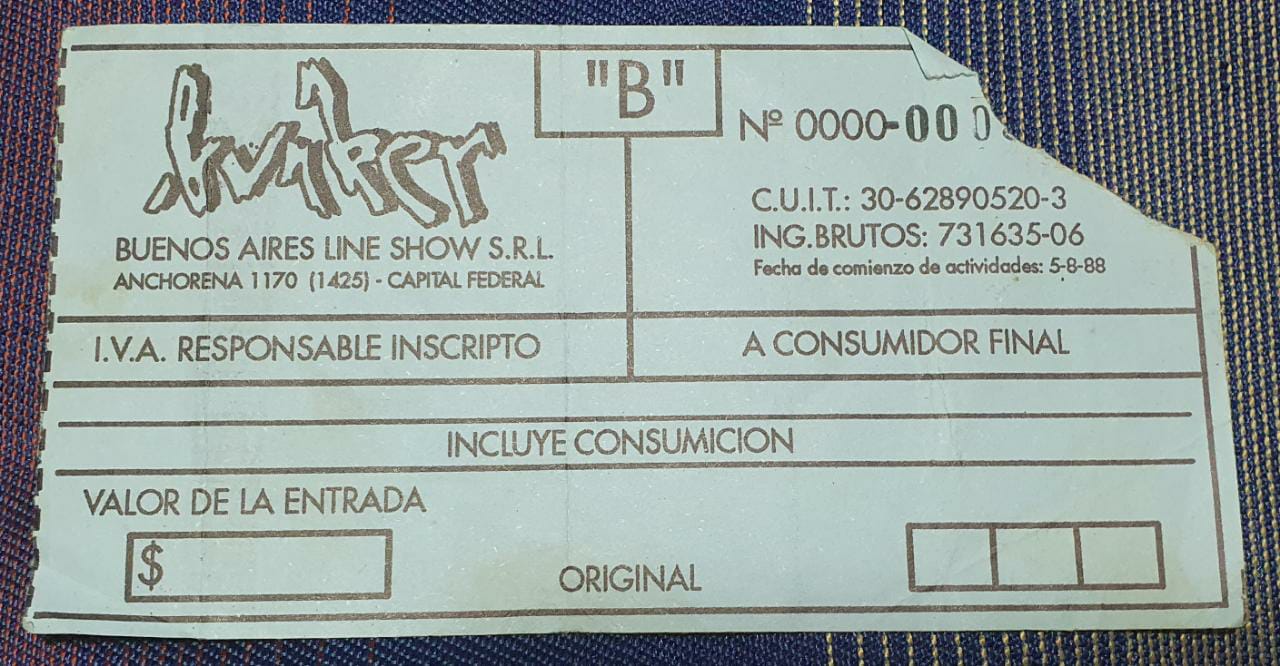 bunker
"B"
Nº 0000-00 0
BUENOS AIRES LINE SHOW S.R.L.
ANCHORENA 1170 (1425) - CAPITAL FEDERAL
C.U.I.T.: 30-62890520-3
ING.BRUTOS: 731635-06
Fecha de comienzo de actividades: 5-8-88
I.V.A. RESPONSABLE INSCRIPTO
A CONSUMIDOR FINAL
INCLUYE CONSUMICION
VALOR DE LA ENTRADA
$
ORIGINAL